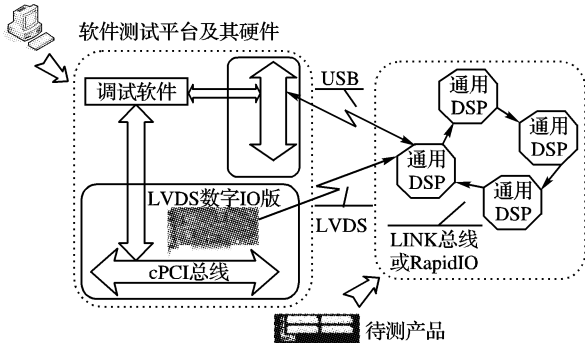 软件测试平台及其硬件
调试软件
USB
通用
DSP
通用
DSP
通用
DSP
通用
DSP
LVDS数字IO版
LVDS
LINK总线
或RapidIO
cPCI总线
待测产品